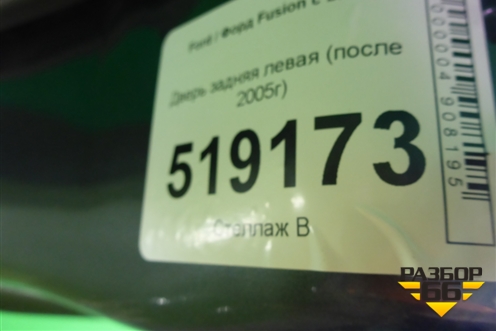 Ford / Форд Fusion с
Дверь задняя левая (после
2005г)
519173
Стеллаж В
000004908195
РАЗБОР
66